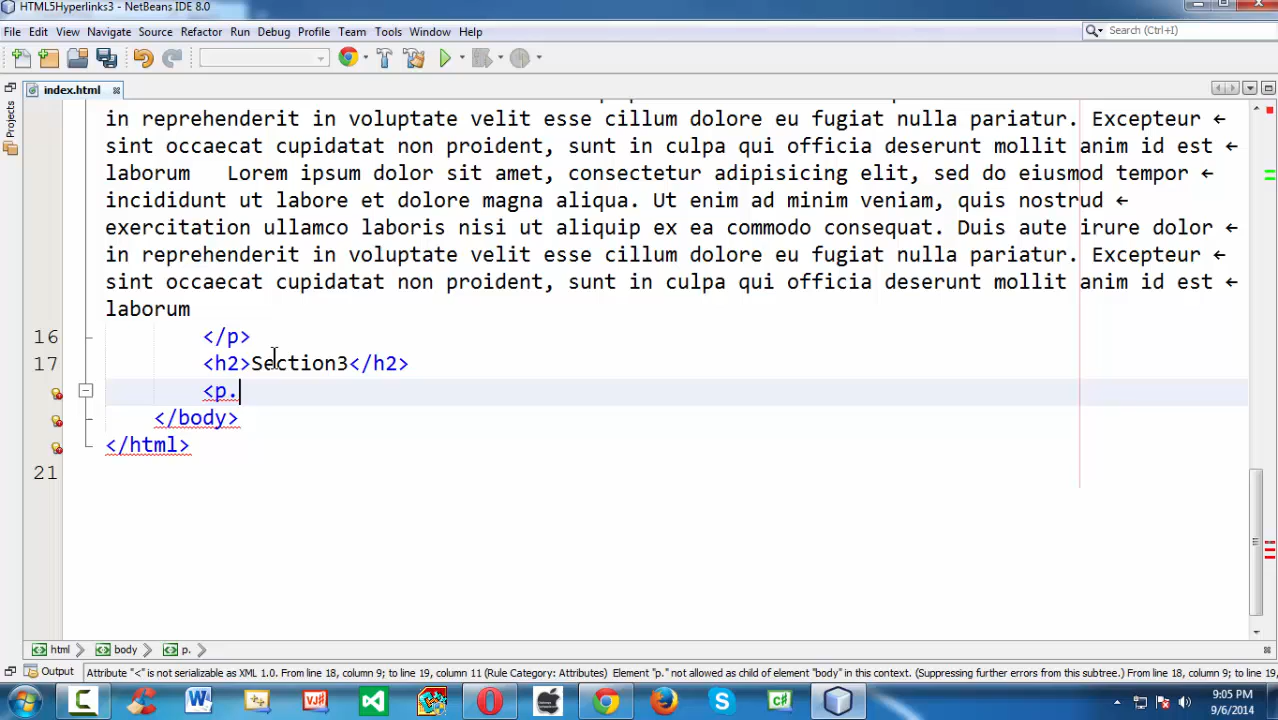 HTML5Hyperlinks3 - NetBeans IDE 8.0
File Edit View Navigate Source Refactor Run Debug Profile Team Tools Window Help
Search (Ctrl+I)
index.html
Projects
in reprehenderit in voluptate velit esse cillum dolore eu fugiat nulla pariatur. Excepteur ←
sint occaecat cupidatat non proident, sunt in culpa qui officia deserunt mollit anim id est ←
laborum   Lorem ipsum dolor sit amet, consectetur adipisicing elit, sed do eiusmod tempor ←
incididunt ut labore et dolore magna aliqua. Ut enim ad minim veniam, quis nostrud ←
exercitation ullamco laboris nisi ut aliquip ex ea commodo consequat. Duis aute irure dolor ←
in reprehenderit in voluptate velit esse cillum dolore eu fugiat nulla pariatur. Excepteur ←
sint occaecat cupidatat non proident, sunt in culpa qui officia deserunt mollit anim id est ←
laborum
16 </p>
17 <h2>Section3</h2>
<p.
</body>
</html>
21
html body p.
Output Attribute "<" is not serializable as XML 1.0. From line 18, column 9; to line 19, column 11 (Rule Category: Attributes) Element "p." not allowed as child of element "body" in this context. (Suppressing further errors from this subtree.) From line 18, column 9; to line 19,
9:05 PM
9/6/2014